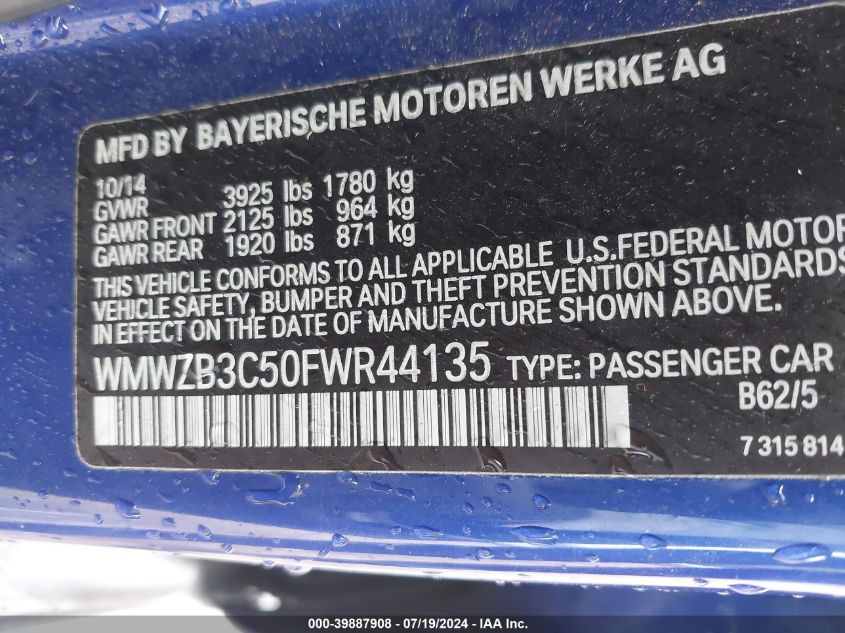 MFD BY BAYERISCHE MOTOREN WERKE AG
10/14
GVWR 3925 lbs 1780 kg
GAWR FRONT 2125 lbs 964 kg
GAWR REAR 1920 lbs 871 kg
THIS VEHICLE CONFORMS TO ALL APPLICABLE U.S.FEDERAL MOTOR
VEHICLE SAFETY, BUMPER AND THEFT PREVENTION STANDARDS
IN EFFECT ON THE DATE OF MANUFACTURE SHOWN ABOVE.
WMWZB3C50FWR44135 TYPE: PASSENGER CAR
B62/5
7 315 814
000-39887908 - 07/19/2024 - IAA Inc.